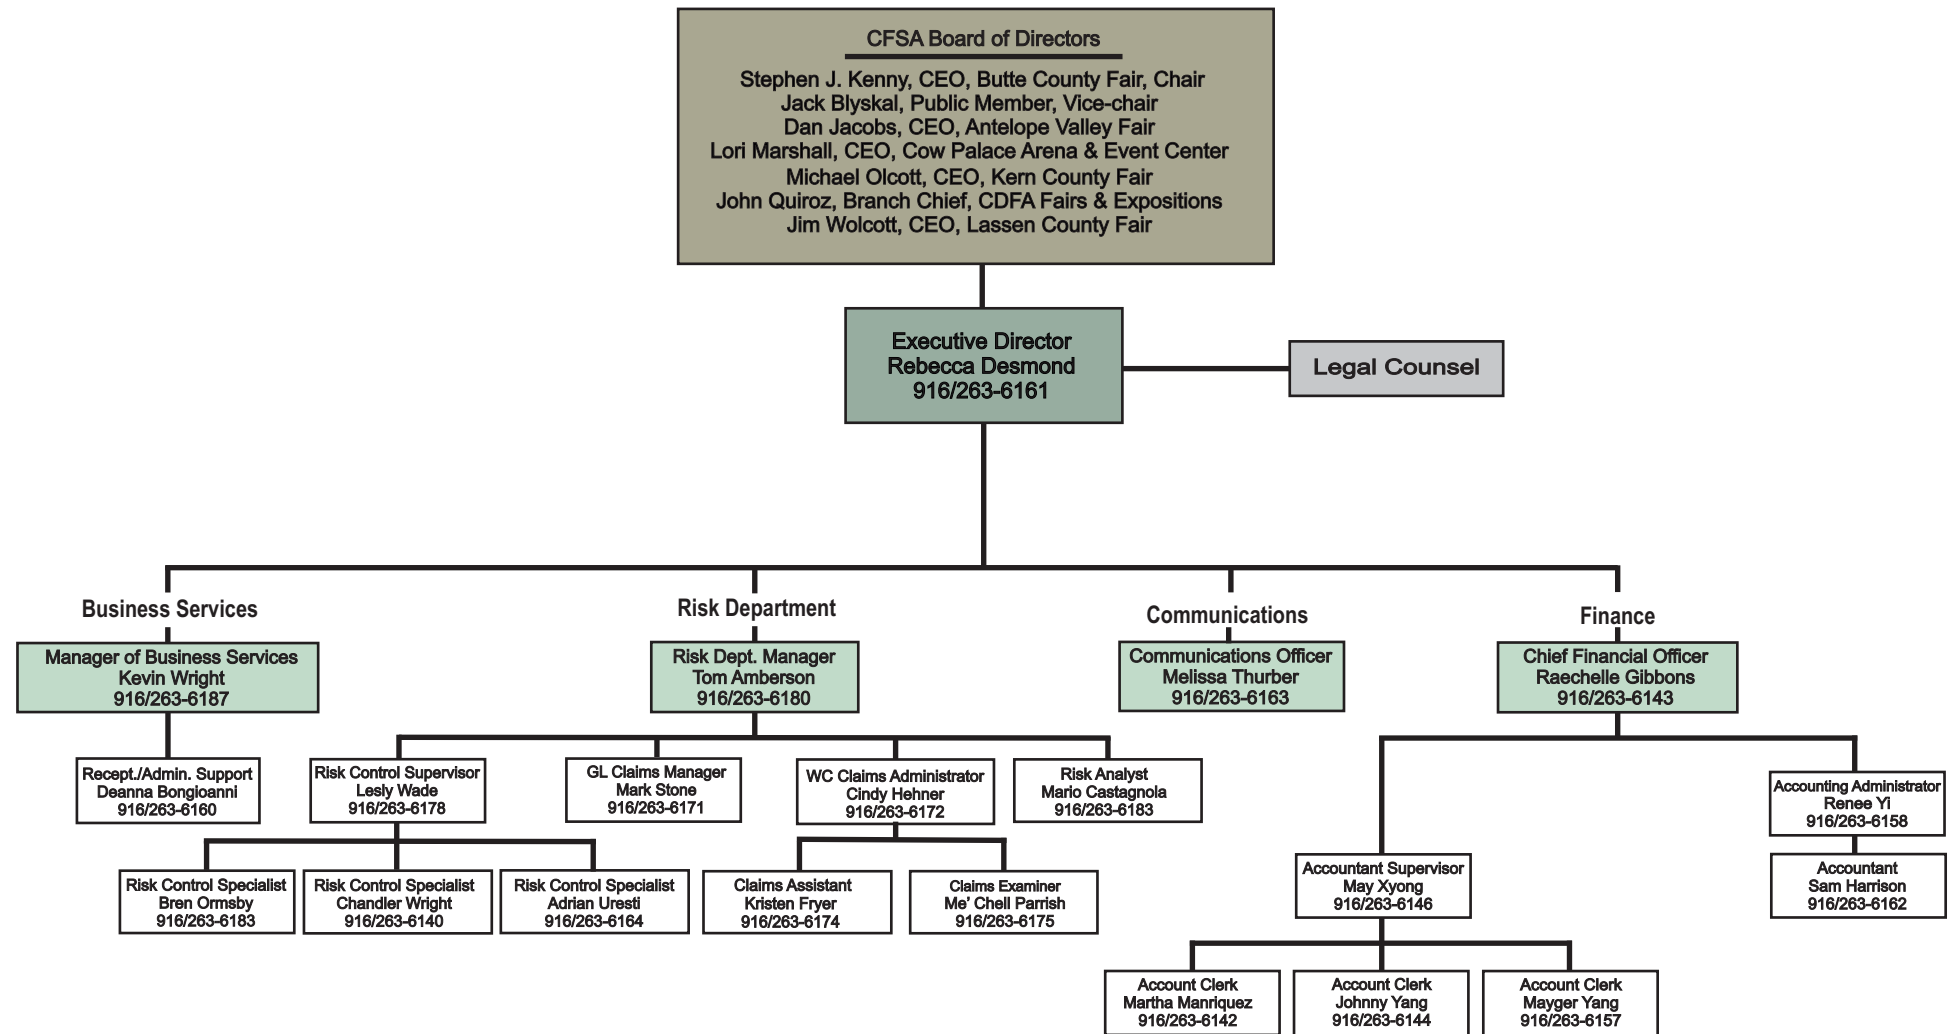 CFSA Board of Directors
Stephen J. Kenny, CEO, Butte County Fair, Chair
Jack Blyskal, Public Member, Vice-chair
Dan Jacobs, CEO, Antelope Valley Fair
Lori Marshall, CEO, Cow Palace Arena & Event Center
Michael Olcott, CEO, Kern County Fair
John Quiroz, Branch Chief, CDFA Fairs & Expositions
Jim Wolcott, CEO, Lassen County Fair
Executive Director
Rebecca Desmond
916/263-6161
Legal Counsel
Business Services
Manager of Business Services
Kevin Wright
916/263-6187
Recept./Admin. Support
Deanna Bongioanni
916/263-6160
Risk Department
Risk Dept. Manager
Tom Amberson
916/263-6180
Risk Control Supervisor
Lesly Wade
916/263-6178
GL Claims Manager
Mark Stone
916/263-6171
WC Claims Administrator
Cindy Hehner
916/263-6172
Risk Analyst
Mario Castagnola
916/263-6183
Risk Control Specialist
Bren Ormsby
916/263-6183
Risk Control Specialist
Chandler Wright
916/263-6140
Risk Control Specialist
Adrian Uresti
916/263-6164
Claims Assistant
Kristen Fryer
916/263-6174
Claims Examiner
Me' Chell Parrish
916/263-6175
Communications
Communications Officer
Melissa Thurber
916/263-6163
Finance
Chief Financial Officer
Raechelle Gibbons
916/263-6143
Accounting Administrator
Renee Yi
916/263-6158
Accountant
Sam Harrison
916/263-6162
Accountant Supervisor
May Xyong
916/263-6146
Account Clerk
Martha Manriquez
916/263-6142
Account Clerk
Johnny Yang
916/263-6144
Account Clerk
Mayger Yang
916/263-6157